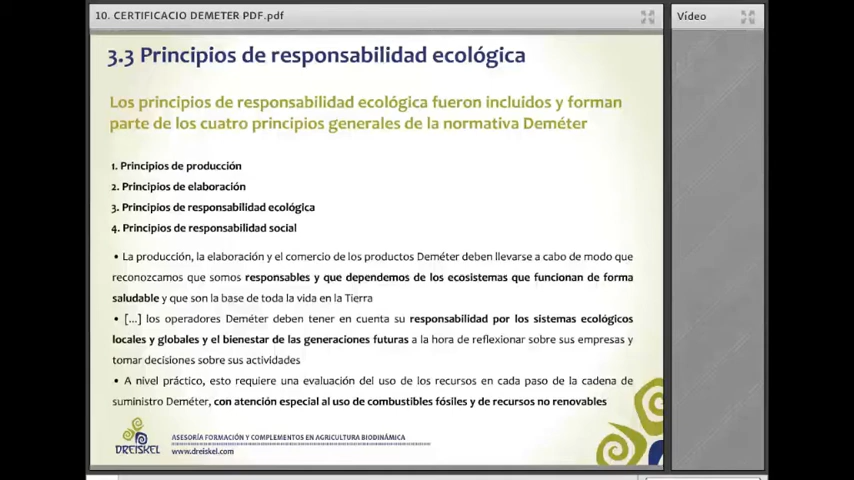 10. CERTIFICACIO DEMETER PDF.pdf
Vídeo
3.3 Principios de responsabilidad ecológica
Los principios de responsabilidad ecológica fueron incluidos y forman
parte de los cuatro principios generales de la normativa Deméter
1. Principios de producción
2. Principios de elaboración
3. Principios de responsabilidad ecológica
4. Principios de responsabilidad social
• La producción, la elaboración y el comercio de los productos Deméter deben llevarse a cabo de modo que
reconozcamos que somos responsables y que dependemos de los ecosistemas que funcionan de forma
saludable y que son la base de toda la vida en la Tierra
• [...] los operadores Deméter deben tener en cuenta su responsabilidad por los sistemas ecológicos
locales y globales y el bienestar de las generaciones futuras a la hora de reflexionar sobre sus empresas y
tomar decisiones sobre sus actividades
• A nivel práctico, esto requiere una evaluación del uso de los recursos en cada paso de la cadena de
suministro Deméter, con atención especial al uso de combustibles fósiles y de recursos no renovables
DREISKEL
ASESORÍA FORMACIÓN Y COMPLEMENTOS EN AGRICULTURA BIODINÁMICA
www.dreiskel.com